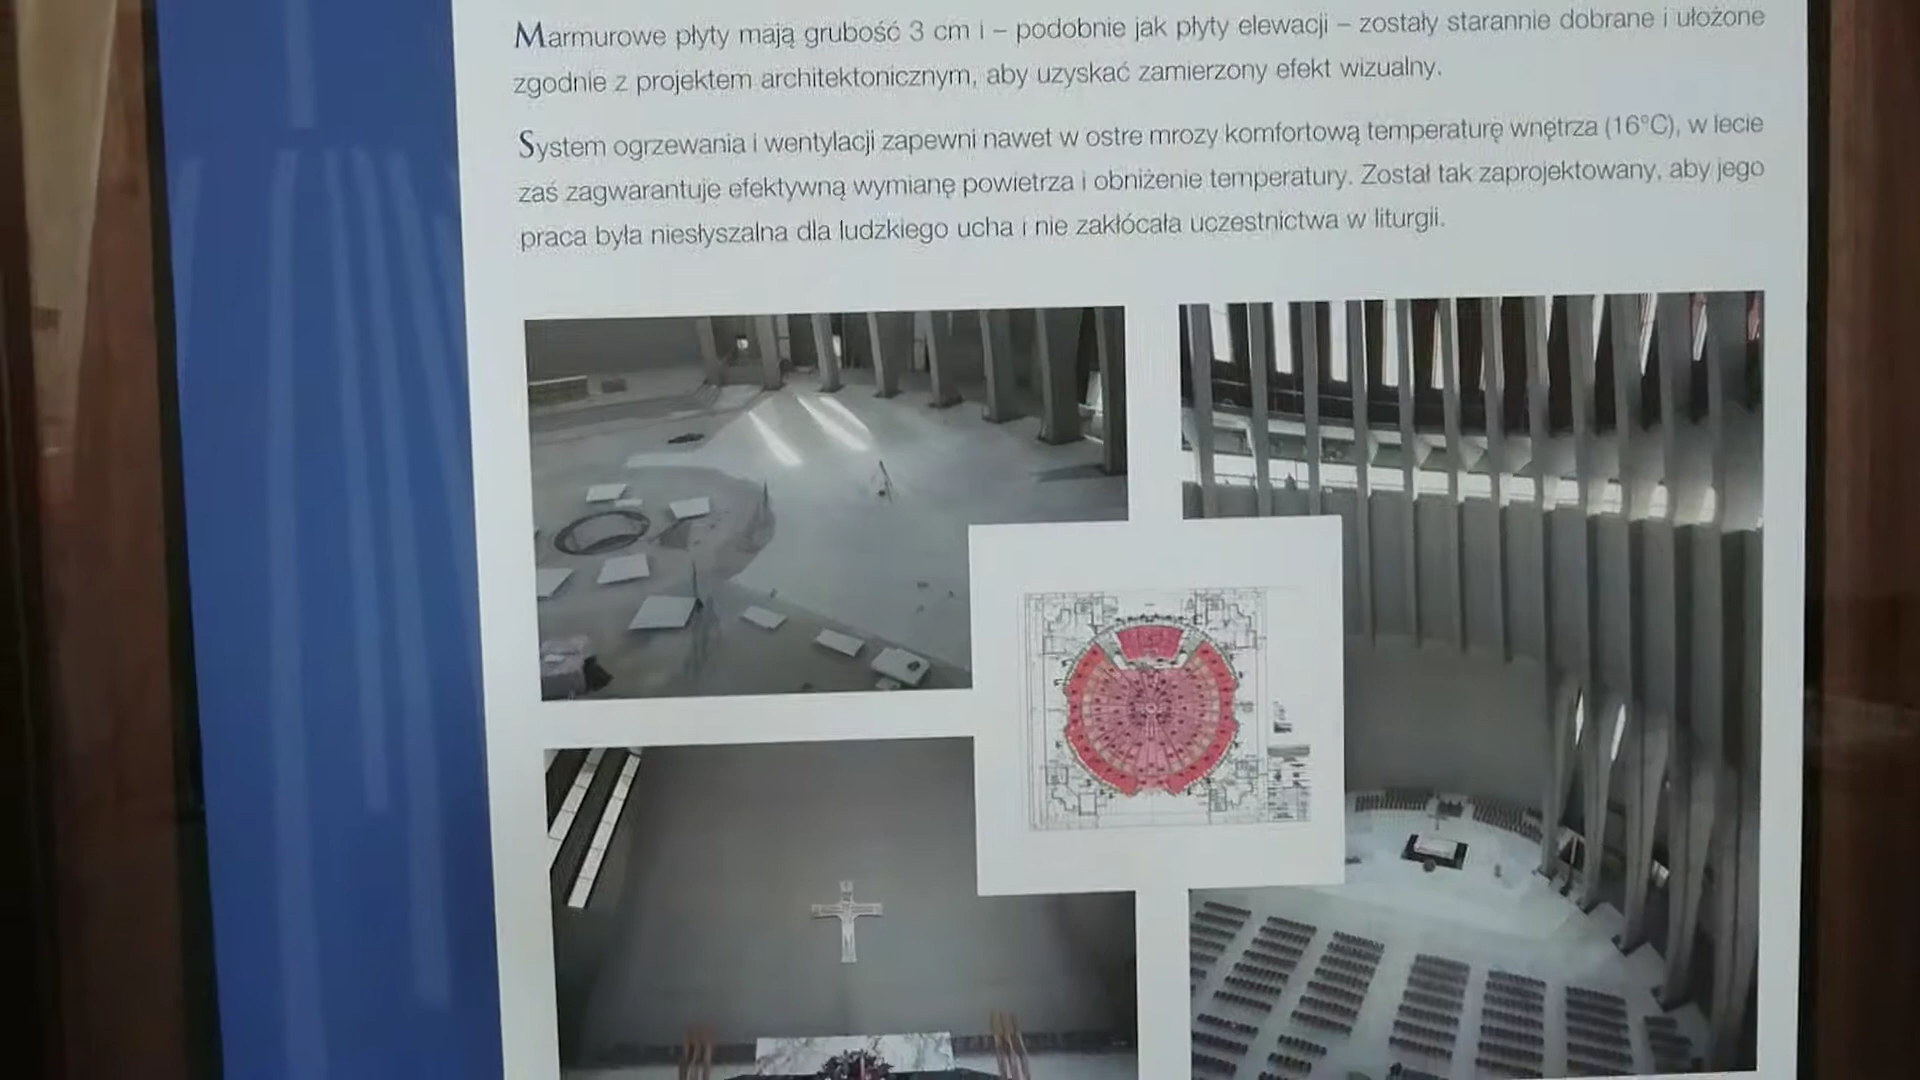 Marmurowe płyty mają grubość 3 cm i – podobnie jak płyty elewacji – zostały starannie dobrane i ułożone
zgodnie z projektem architektonicznym, aby uzyskać zamierzony efekt wizualny.
System ogrzewania i wentylacji zapewni nawet w ostre mrozy komfortową temperaturę wnętrza (16°C), w lecie
zaś zagwarantuje efektywną wymianę powietrza i obniżenie temperatury. Został tak zaprojektowany, aby jego
praca była niesłyszalna dla ludzkiego ucha i nie zakłócała uczestnictwa w liturgii.